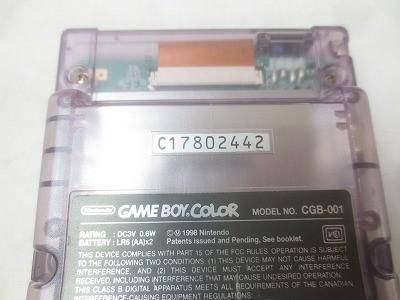 C17802442
Nintendo GAME BOY COLOR MODEL NO. CGB-001
RATING : DC3V 0.6W
BATTERY : LR6 (AA)x2
©Ⓜ 1998 Nintendo
Patents issued and Pending, See booklet.
THIS DEVICE COMPLIES WITH PART 15 OF THE FCC RULES. OPERATION IS SUBJECT
TO THE FOLLOWING TWO CONDITIONS (1) THIS DEVICE MAY NOT CAUSE HARMFUL
INTERFERENCE, AND (2) THIS DEVICE MUST ACCEPT ANY INTERFERENCE
RECEIVED, INCLUDING INTERFERENCE THAT MAY CAUSE UNDESIRED OPERATION.
THIS CLASS B DIGITAL APPARATUS MEETS ALL REQUIREMENTS OF THE CANADIAN
INTERFERENCE-CAUSING EQUIPMENT REGULATIONS.